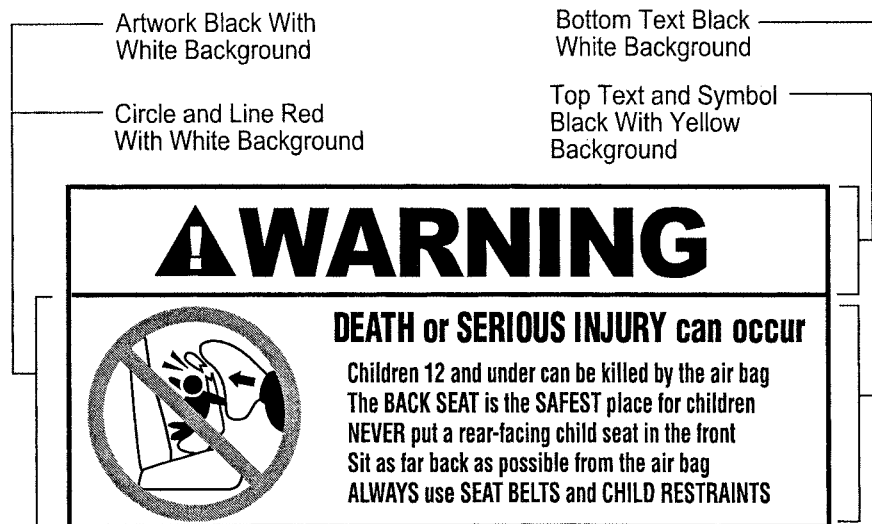 Artwork Black With
White Background
Bottom Text Black
White Background
Circle and Line Red
With White Background
Top Text and Symbol
Black With Yellow
Background
WARNING
DEATH or SERIOUS INJURY can occur
Children 12 and under can be killed by the air bag
The BACK SEAT is the SAFEST place for children
NEVER put a rear-facing child seat in the front
Sit as far back as possible from the air bag
ALWAYS use SEAT BELTS and CHILD RESTRAINTS